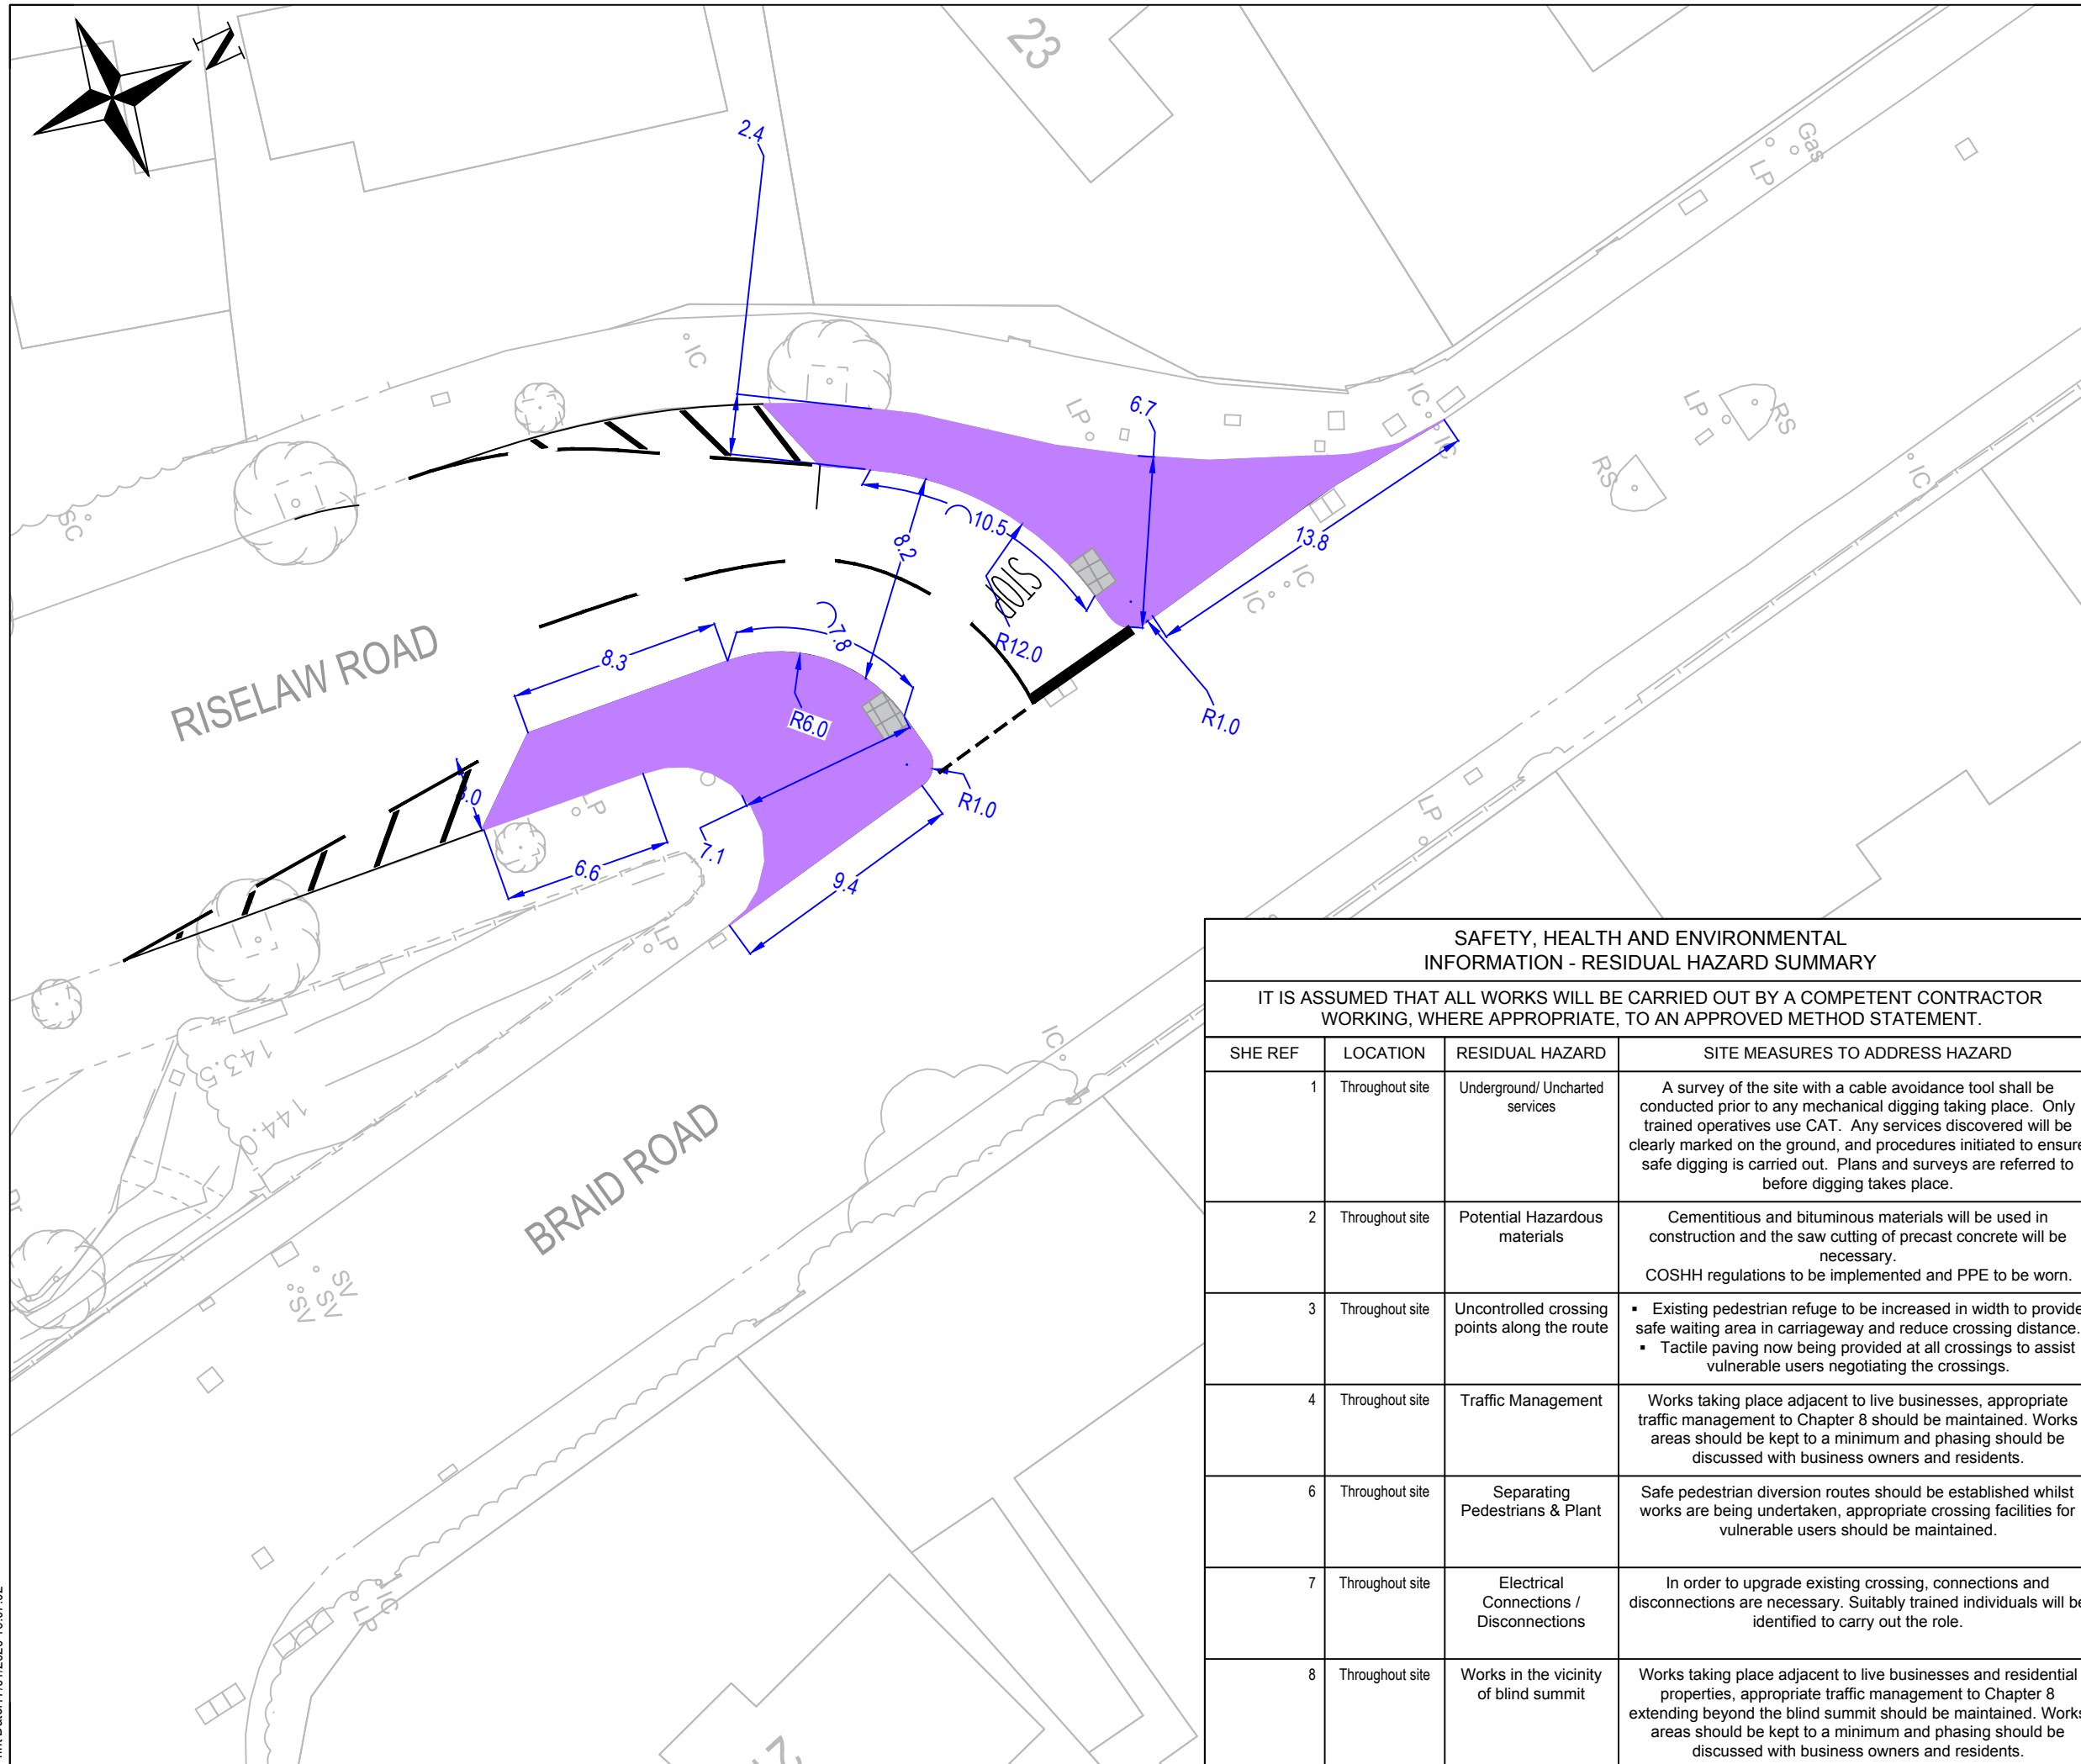 N
23
2.4
Gas
LP
IC
LP
6.7
IC
IC
LP
RS
RS
IC
SC
10.5
8.2
13.8
STOP
IC
IC
RISELAW ROAD
8.3
7.8
R12.0
R6.0
R1.0
R1.0
LP
6.6
7.1
9.4
LP
LP
143.5
144.0
IC
BRAID ROAD
SV
SV
SV
IC
LP
SAFETY, HEALTH AND ENVIRONMENTAL
INFORMATION - RESIDUAL HAZARD SUMMARY
IT IS ASSUMED THAT ALL WORKS WILL BE CARRIED OUT BY A COMPETENT CONTRACTOR
WORKING, WHERE APPROPRIATE, TO AN APPROVED METHOD STATEMENT.
SHE REF LOCATION RESIDUAL HAZARD SITE MEASURES TO ADDRESS HAZARD
1 Throughout site Underground/ Uncharted
services
A survey of the site with a cable avoidance tool shall be
conducted prior to any mechanical digging taking place. Only
trained operatives use CAT. Any services discovered will be
clearly marked on the ground, and procedures initiated to ensure
safe digging is carried out. Plans and surveys are referred to
before digging takes place.
2 Throughout site Potential Hazardous
materials
Cementitious and bituminous materials will be used in
construction and the saw cutting of precast concrete will be
necessary.
COSHH regulations to be implemented and PPE to be worn.
3 Throughout site Uncontrolled crossing
points along the route
▪ Existing pedestrian refuge to be increased in width to provide
safe waiting area in carriageway and reduce crossing distance.
▪ Tactile paving now being provided at all crossings to assist
vulnerable users negotiating the crossings.
4 Throughout site Traffic Management
Works taking place adjacent to live businesses, appropriate
traffic management to Chapter 8 should be maintained. Works
areas should be kept to a minimum and phasing should be
discussed with business owners and residents.
6 Throughout site Separating
Pedestrians & Plant
Safe pedestrian diversion routes should be established whilst
works are being undertaken, appropriate crossing facilities for
vulnerable users should be maintained.
7 Throughout site Electrical
Connections /
Disconnections
In order to upgrade existing crossing, connections and
disconnections are necessary. Suitably trained individuals will be
identified to carry out the role.
8 Throughout site Works in the vicinity
of blind summit
Works taking place adjacent to live businesses and residential
properties, appropriate traffic management to Chapter 8
extending beyond the blind summit should be maintained. Works
areas should be kept to a minimum and phasing should be
discussed with business owners and residents.